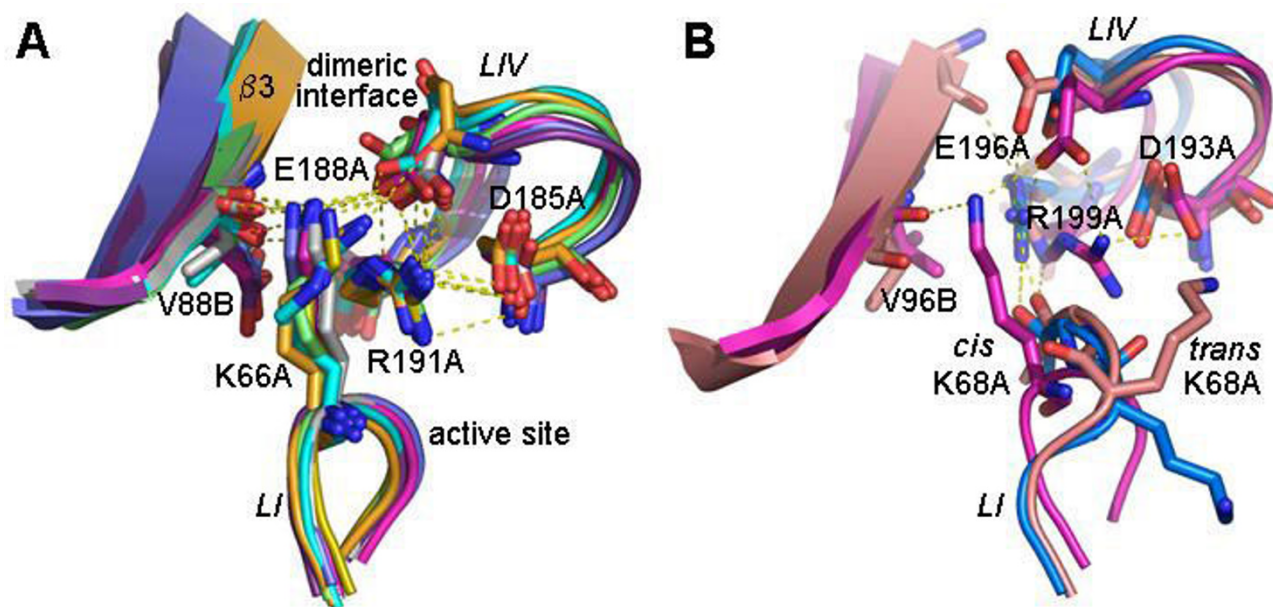 A
β3
dimeric
interface
LIV
E188A
D185A
V88B
K66A
R191A
active site
LI
B
LIV
E196A
D193A
R199A
V96B
cis
K68A
trans
K68A
LI